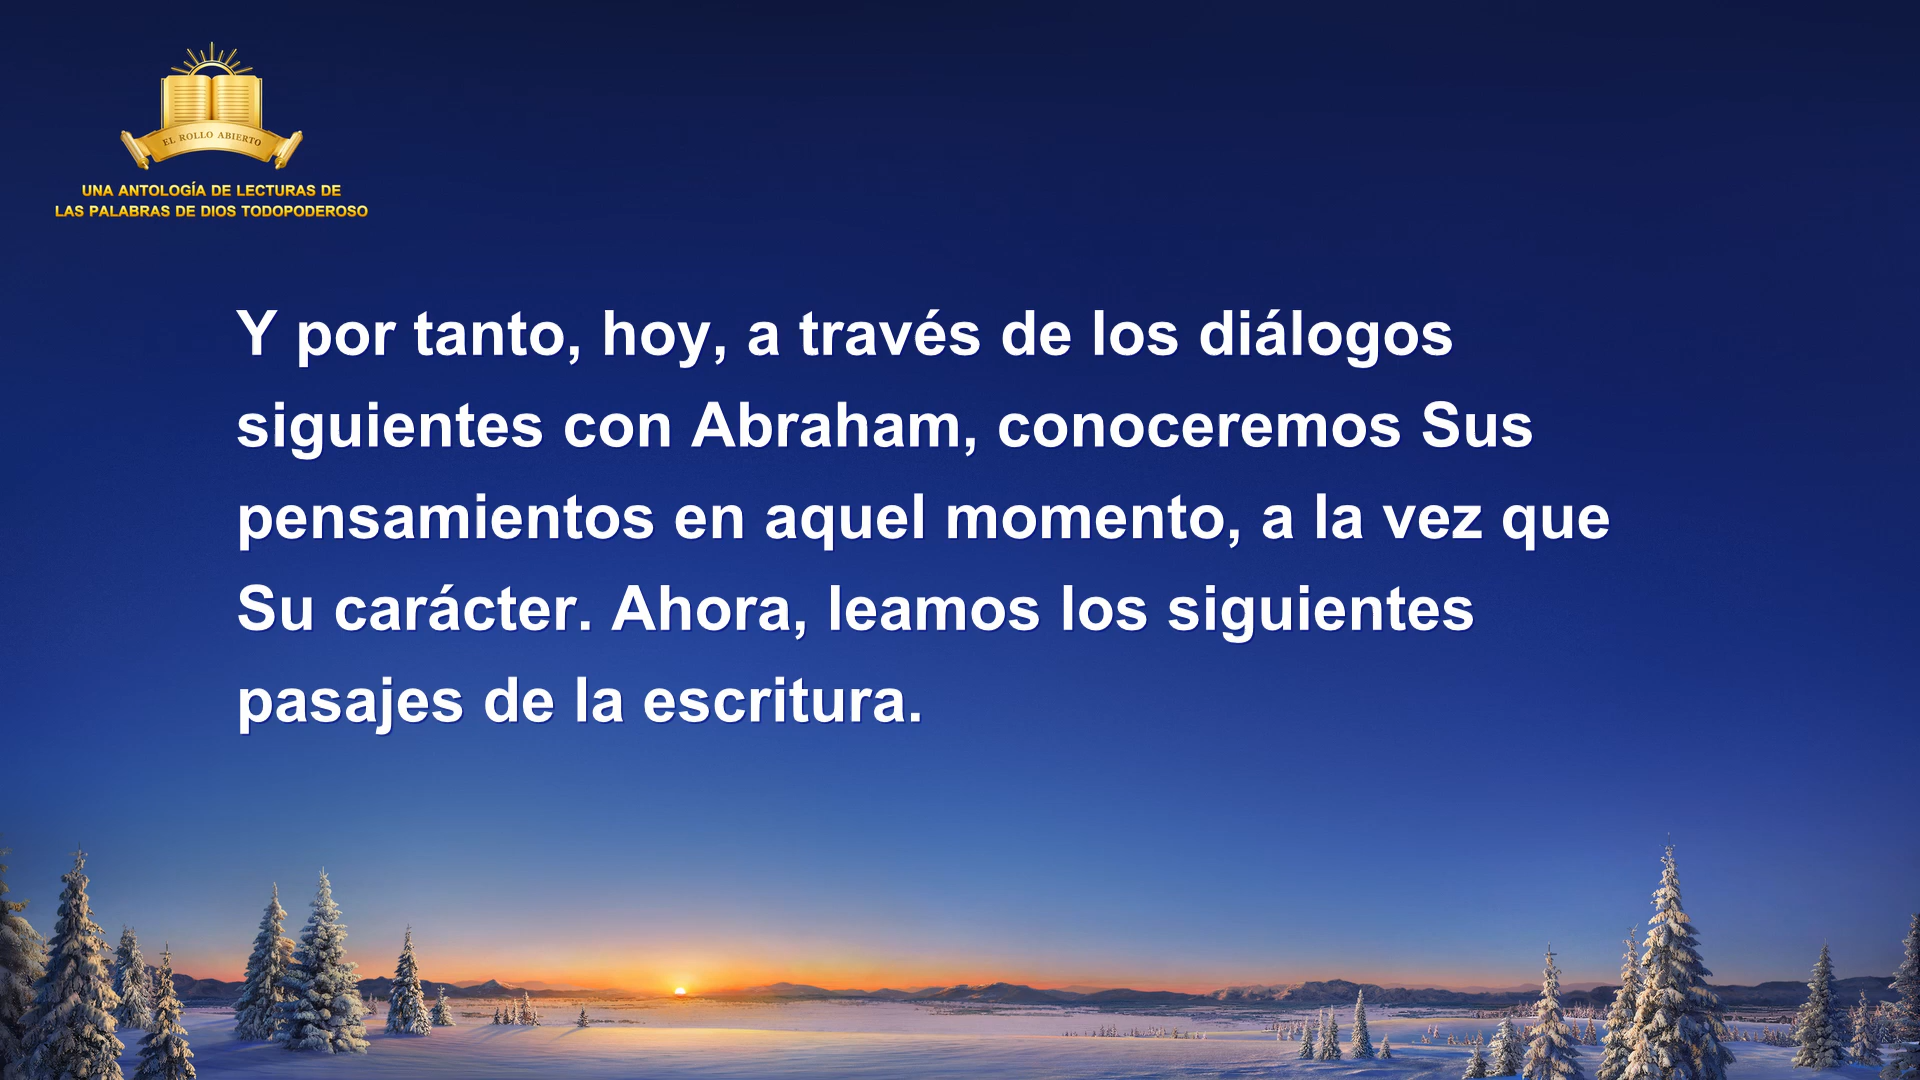 EL ROLLO ABIERTO
UNA ANTOLOGÍA DE LECTURAS DE
LAS PALABRAS DE DIOS TODOPODEROSO
Y por tanto, hoy, a través de los diálogos
siguientes con Abraham, conoceremos Sus
pensamientos en aquel momento, a la vez que
Su carácter. Ahora, leamos los siguientes
pasajes de la escritura.